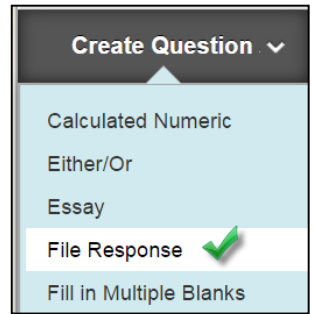 Create Question
Calculated Numeric
Either/Or
Essay
File Response
Fill in Multiple Blanks